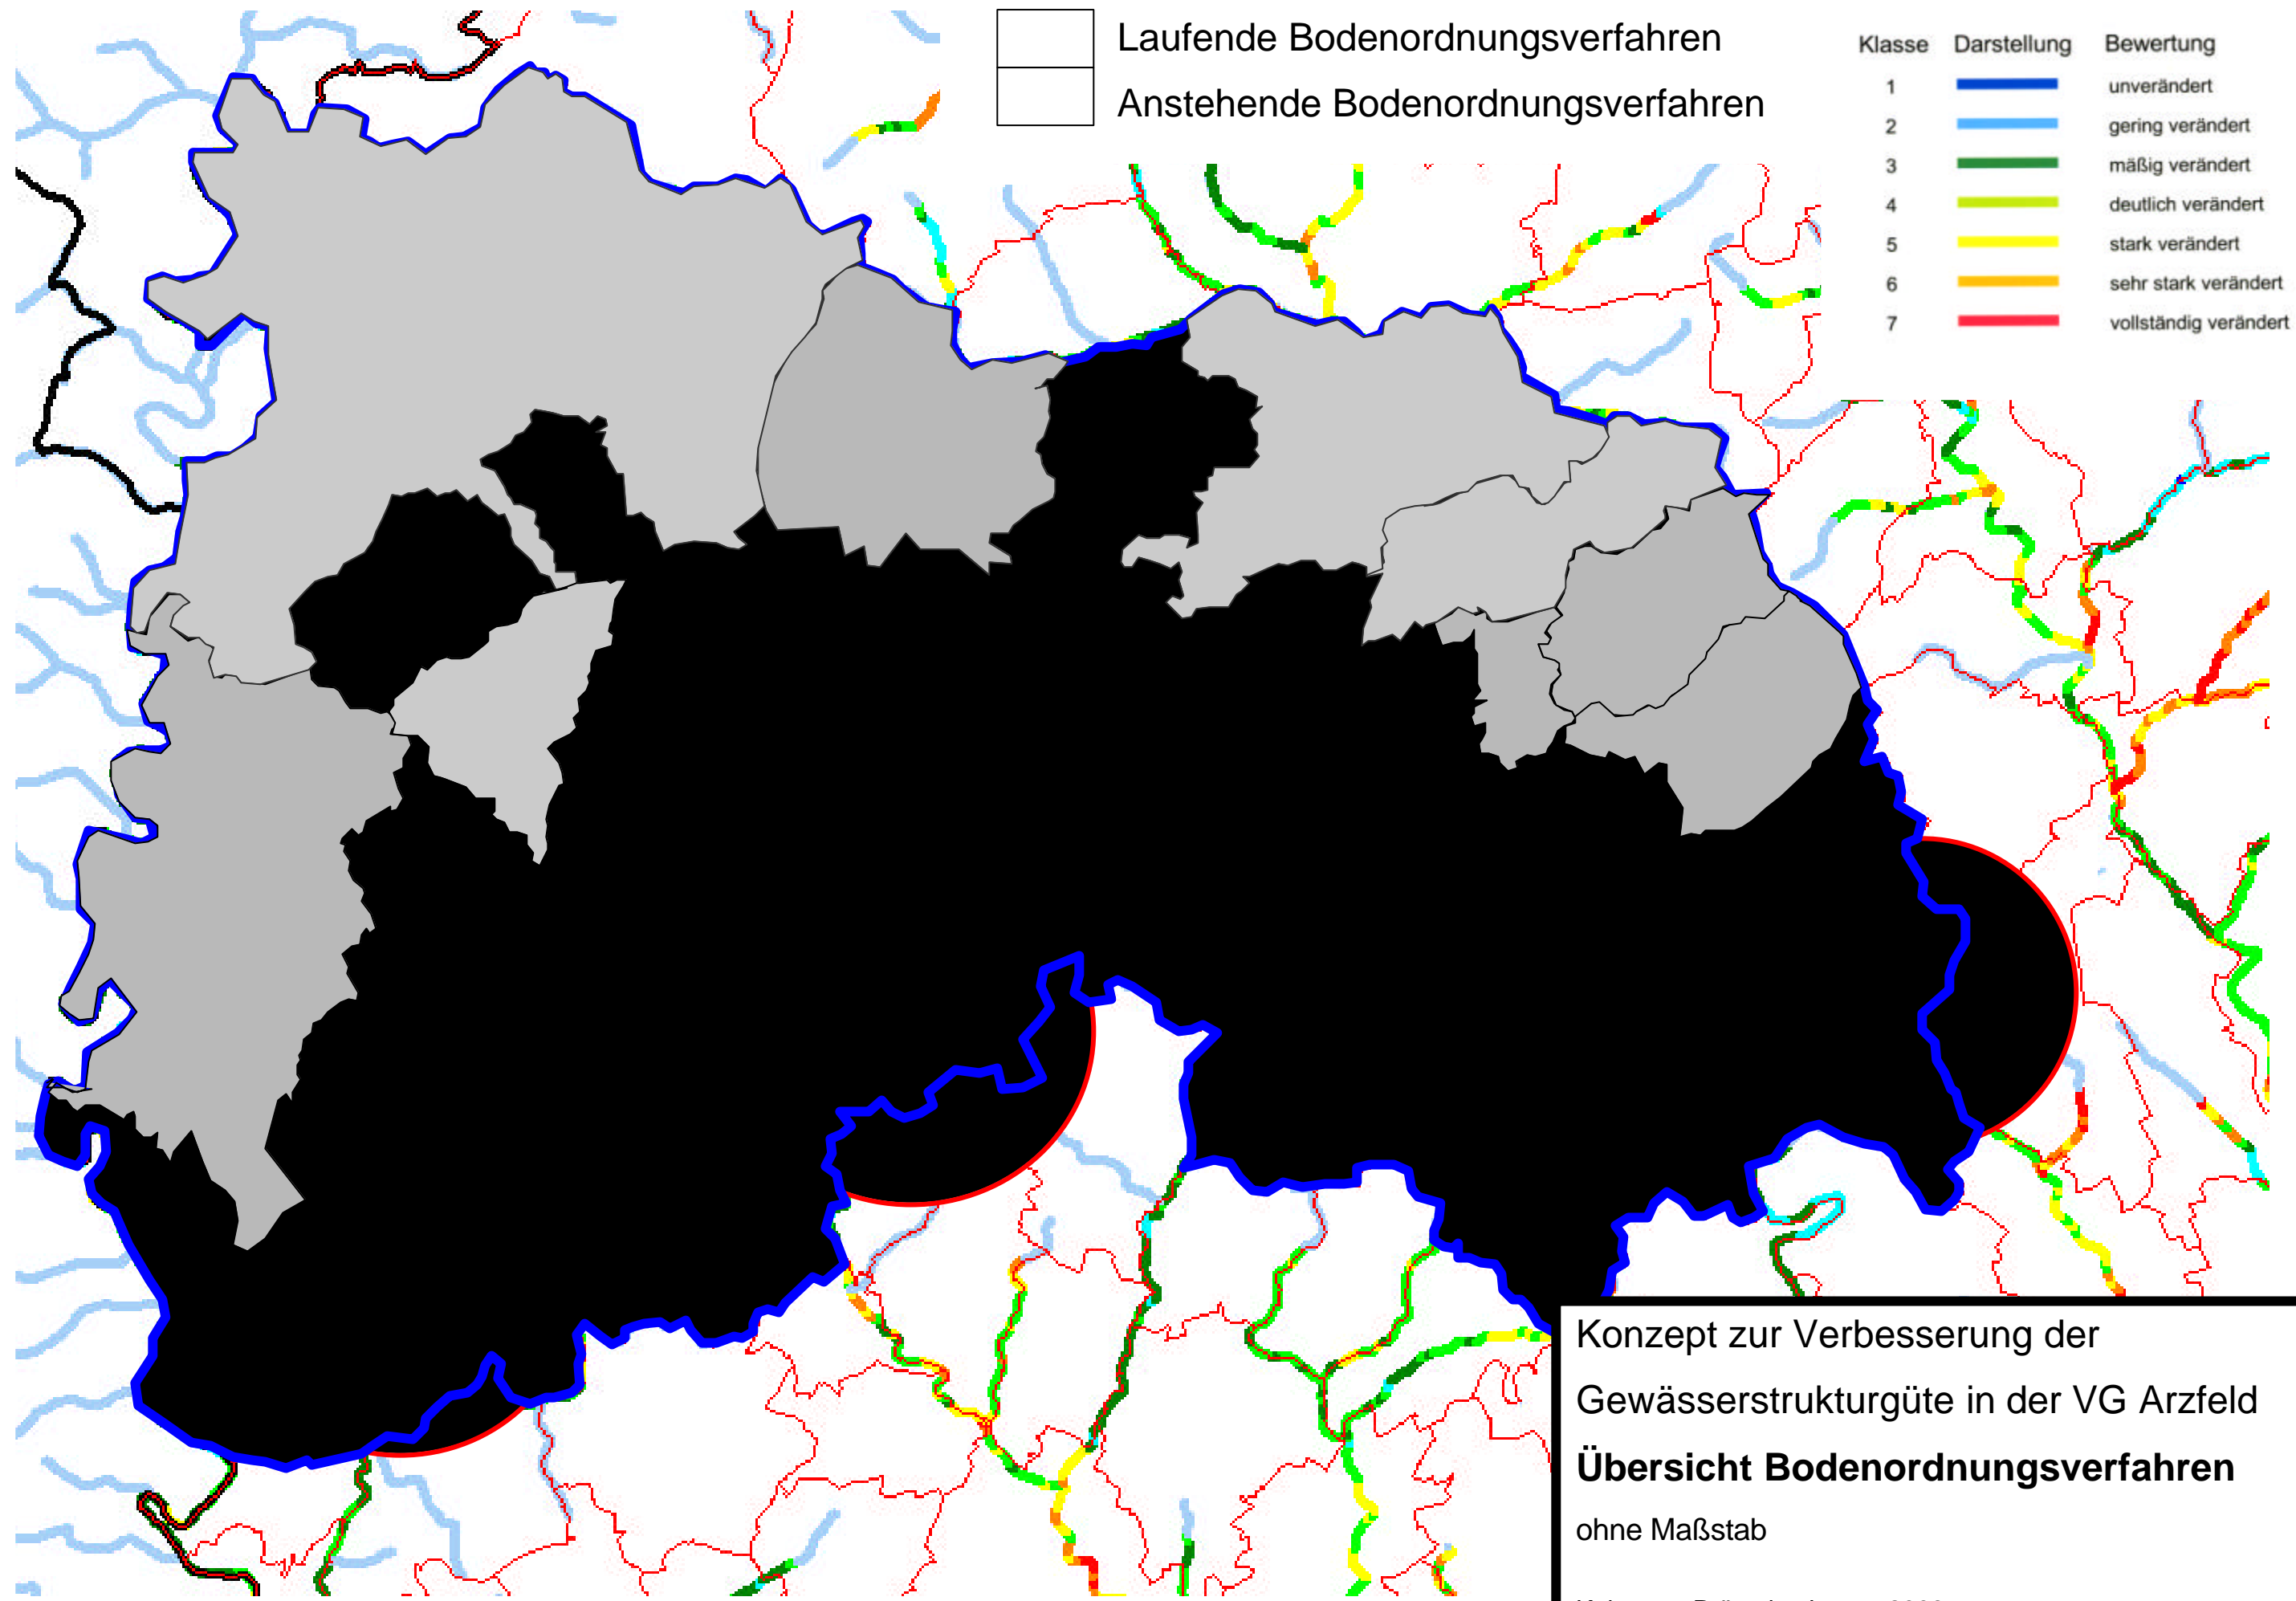 Laufende Bodenordnungsverfahren
Anstehende Bodenordnungsverfahren
Klasse Darstellung Bewertung
1 unverändert
2 gering verändert
3 mäßig verändert
4 deutlich verändert
5 stark verändert
6 sehr stark verändert
7 vollständig verändert
Konzept zur Verbesserung der
Gewässerstrukturgüte in der VG Arzfeld
Übersicht Bodenordnungsverfahren
ohne Maßstab